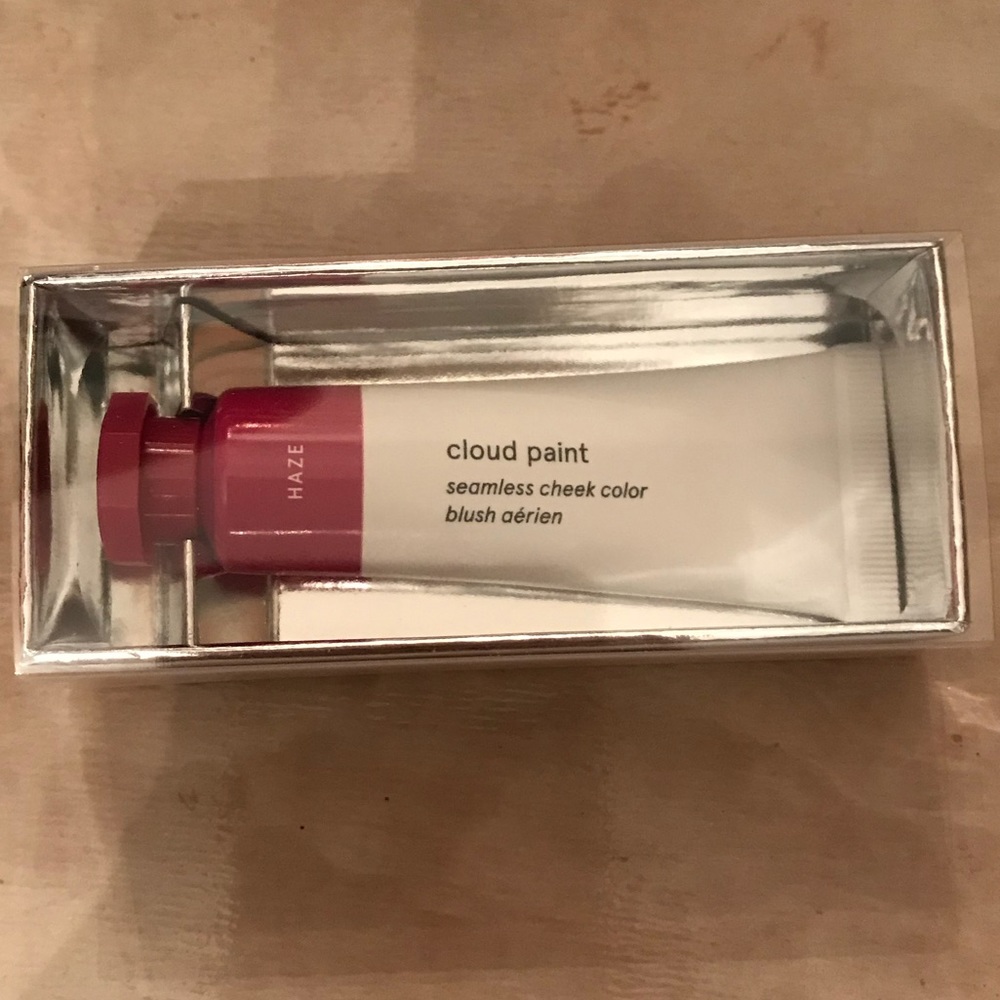 HAZE
cloud paint
seamless cheek color
blush aérien